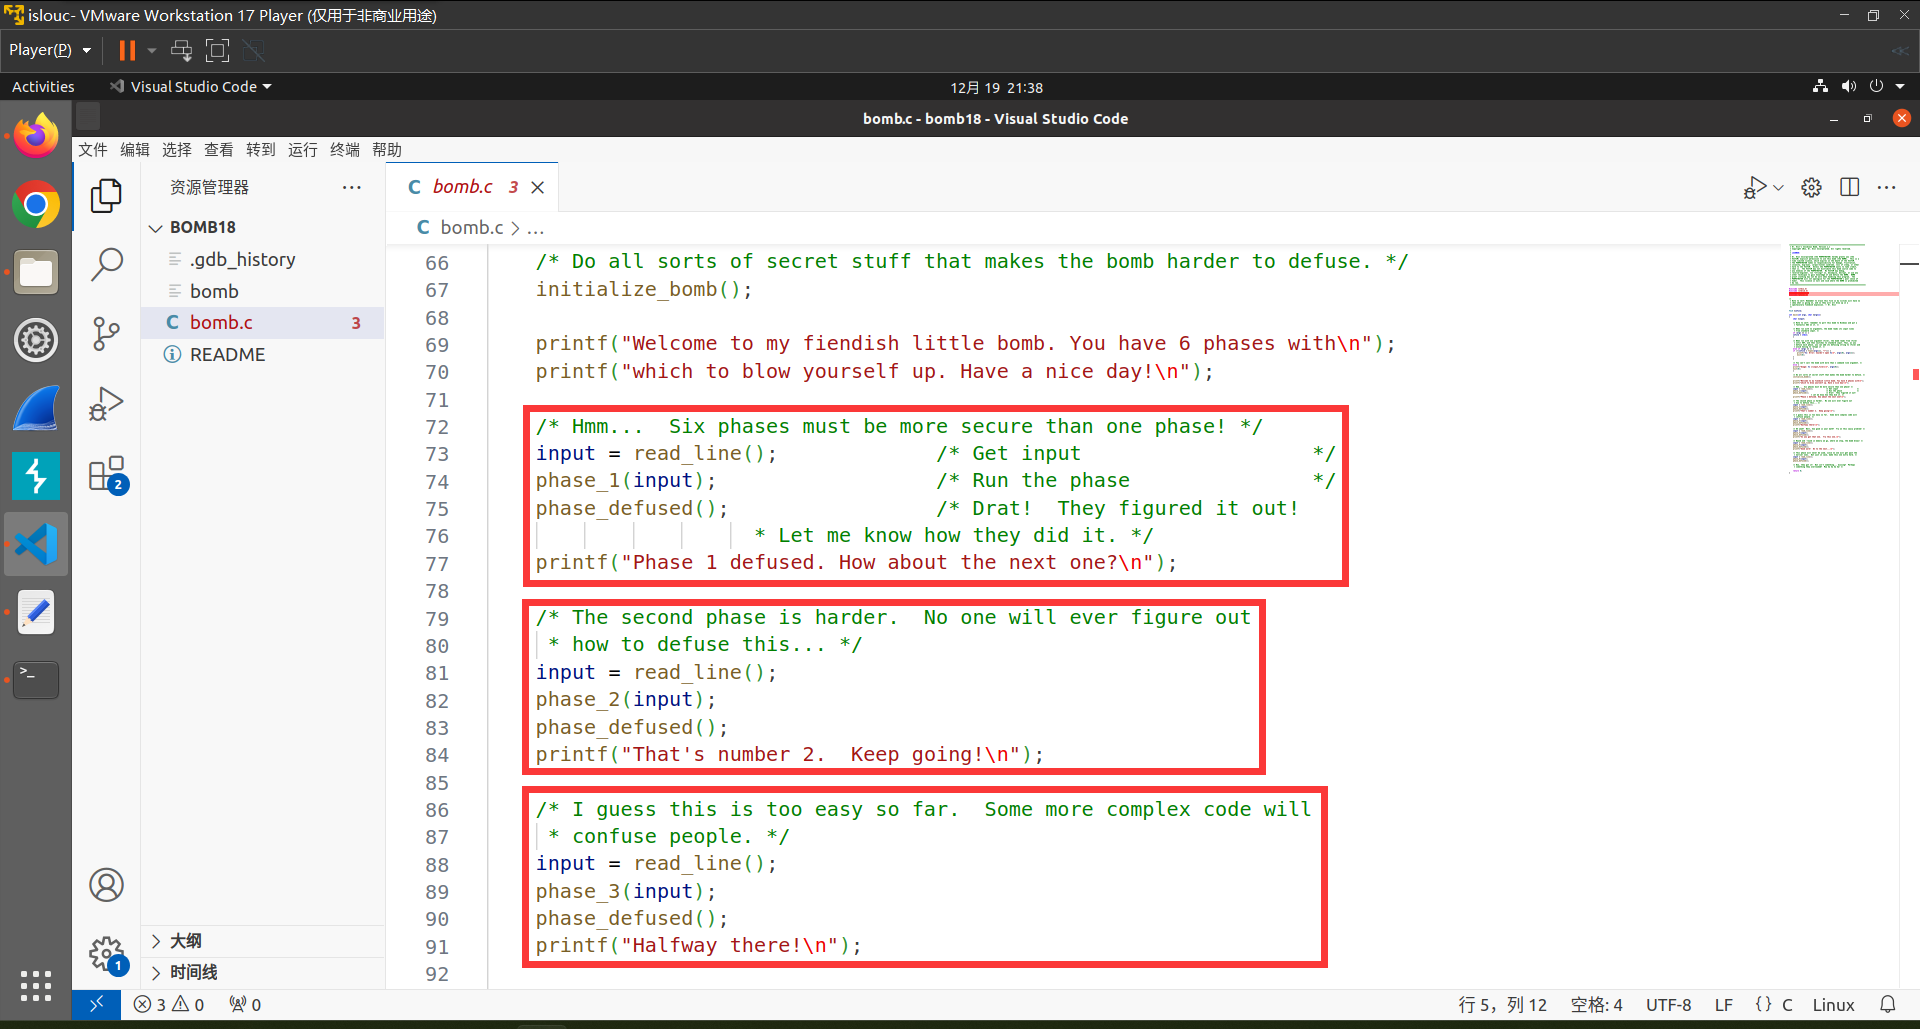 islouc- VMware Workstation 17 Player (仅用于非商业用途)
Player(P)
Activities
Visual Studio Code
12月 19 21:38
bomb.c - bomb18 - Visual Studio Code
文件 编辑 选择 查看 转到 运行 终端 帮助
资源管理器
BOMB18
.gdb_history
bomb
C bomb.c 3
README
大纲
时间线
2
1
C bomb.c 3
C bomb.c > ...
66 /* Do all sorts of secret stuff that makes the bomb harder to defuse. */
67 initialize_bomb();
68
69 printf("Welcome to my fiendish little bomb. You have 6 phases with\n");
70 printf("which to blow yourself up. Have a nice day!\n");
71
72 /* Hmm...  Six phases must be more secure than one phase! */
73 input = read_line();             /* Get input                   */
74 phase_1(input);                  /* Run the phase               */
75 phase_defused();                 /* Drat!  They figured it out!
76 * Let me know how they did it. */
77 printf("Phase 1 defused. How about the next one?\n");
78
79 /* The second phase is harder.  No one will ever figure out
80 * how to defuse this... */
81 input = read_line();
82 phase_2(input);
83 phase_defused();
84 printf("That's number 2.  Keep going!\n");
85
86 /* I guess this is too easy so far.  Some more complex code will
87 * confuse people. */
88 input = read_line();
89 phase_3(input);
90 phase_defused();
91 printf("Halfway there!\n");
92
3 0 0
行 5，列 12 空格: 4 UTF-8 LF {} C Linux